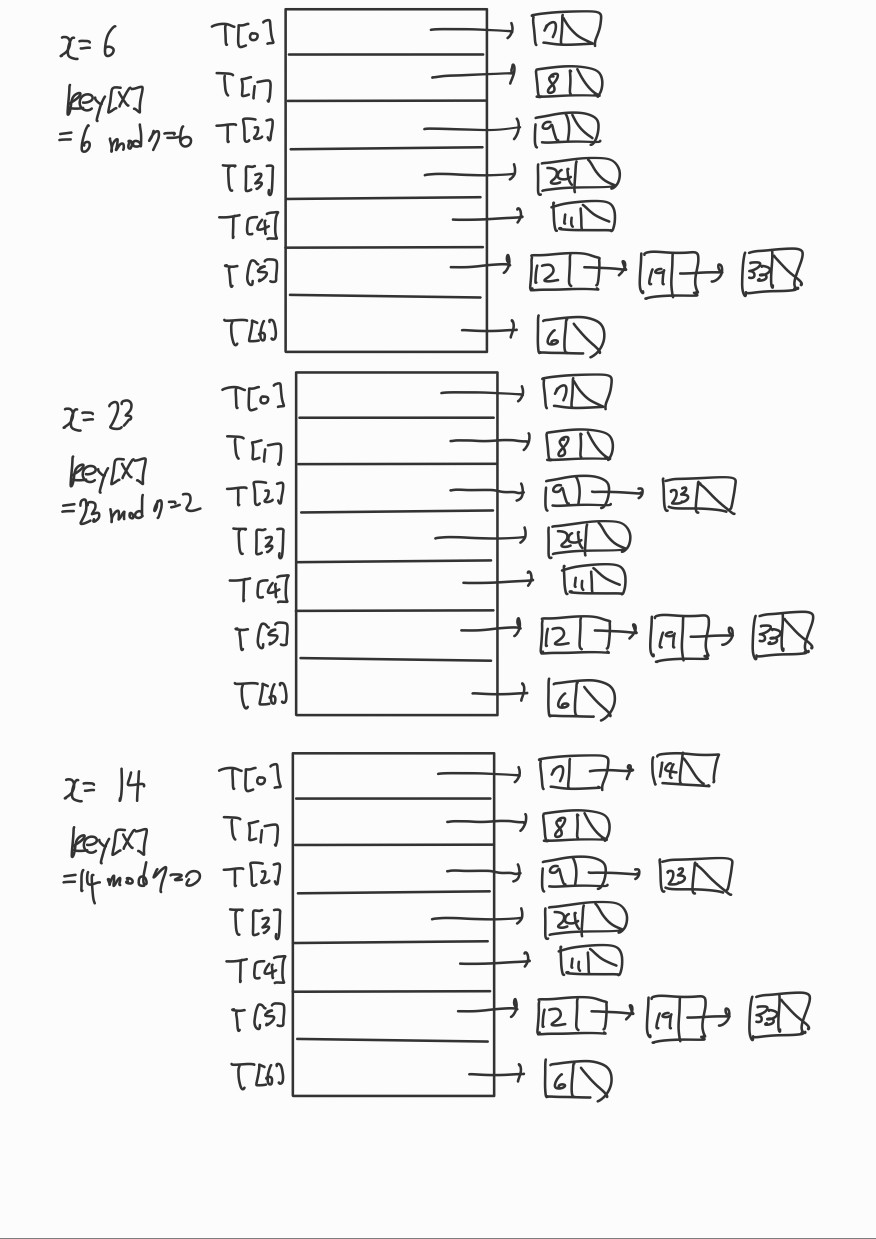 x = 6
key[x]
= 6 mod 7 = 6
T[0] 7
T[1] 8
T[2] 9
T[3] 24
T[4] 11
T[5] 12 19 33
T[6] 6
x = 23
key[x]
= 23 mod 7 = 2
T[0] 7
T[1] 8
T[2] 9 23
T[3] 24
T[4] 11
T[5] 12 19 33
T[6] 6
x = 14
key[x]
= 14 mod 7 = 0
T[0] 7 14
T[1] 8
T[2] 9 23
T[3] 24
T[4] 11
T[5] 12 19 33
T[6] 6